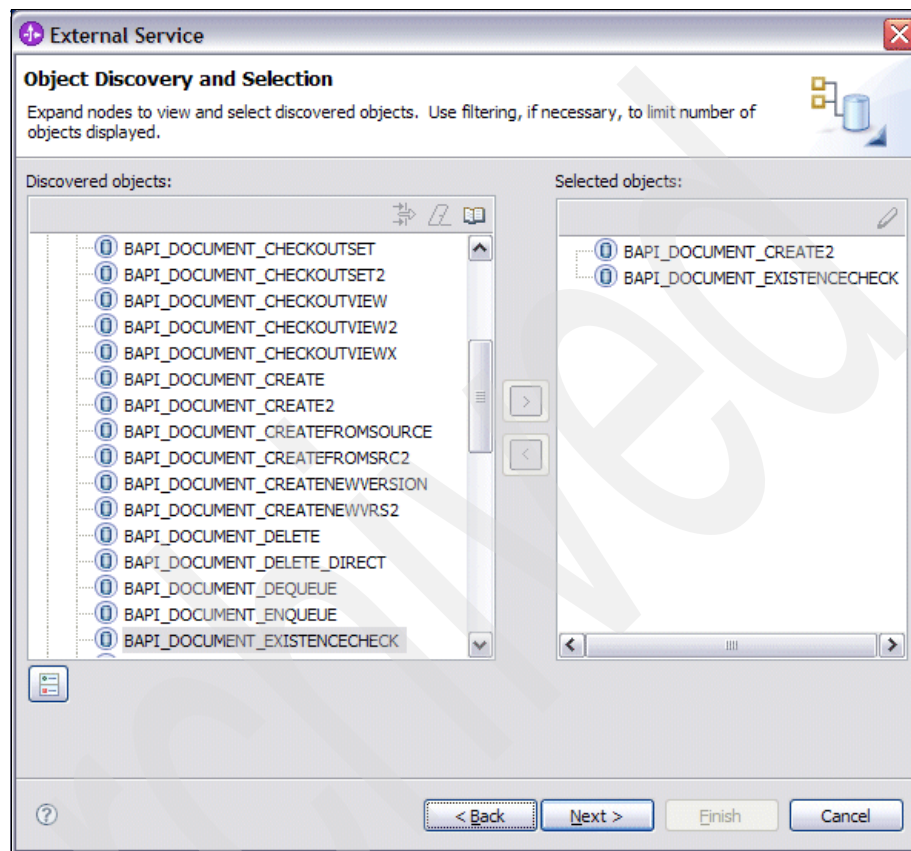 External Service
Object Discovery and Selection
Expand nodes to view and select discovered objects. Use filtering, if necessary, to limit number of
objects displayed.
Discovered objects:
BAPI_DOCUMENT_CHECKOUTSET
BAPI_DOCUMENT_CHECKOUTSET2
BAPI_DOCUMENT_CHECKOUTVIEW
BAPI_DOCUMENT_CHECKOUTVIEW2
BAPI_DOCUMENT_CHECKOUTVIEWX
BAPI_DOCUMENT_CREATE
BAPI_DOCUMENT_CREATE2
BAPI_DOCUMENT_CREATEFROMSOURCE
BAPI_DOCUMENT_CREATEFROMSRC2
BAPI_DOCUMENT_CREATENEWVERSION
BAPI_DOCUMENT_CREATENEWVRS2
BAPI_DOCUMENT_DELETE
BAPI_DOCUMENT_DELETE_DIRECT
BAPI_DOCUMENT_DEQUEUE
BAPI_DOCUMENT_ENQUEUE
BAPI_DOCUMENT_EXISTENCECHECK
>
<
Selected objects:
BAPI_DOCUMENT_CREATE2
BAPI_DOCUMENT_EXISTENCECHECK
?
< Back
Next >
Finish
Cancel
archived